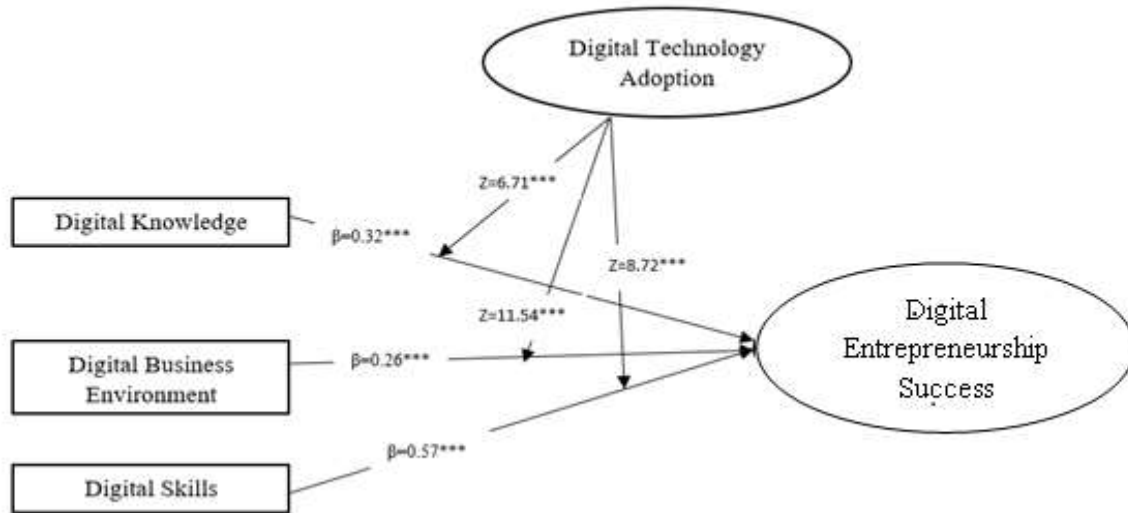 Digital Technology
Adoption
Z=6.71***
Digital Knowledge
β=0.32***
Z=8.72***
Z=11.54***
Digital
Entrepreneurship
Success
Digital Business
Environment
β=0.26***
β=0.57***
Digital Skills